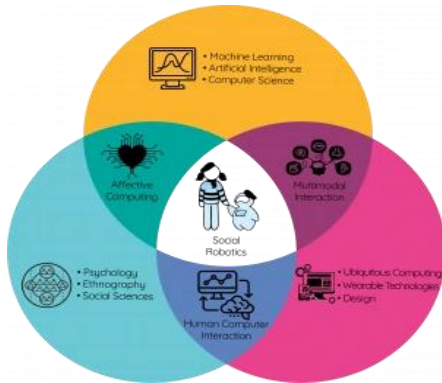 • Machine Learning
• Artificial Intelligence
• Computer Science
Affective
Computing
Multimodal
Interaction
Social
Robotics
• Psychology
• Ethnography
• Social Sciences
• Ubiquitous Computing
• Wearable Technologies
• Design
Human Computer
Interaction